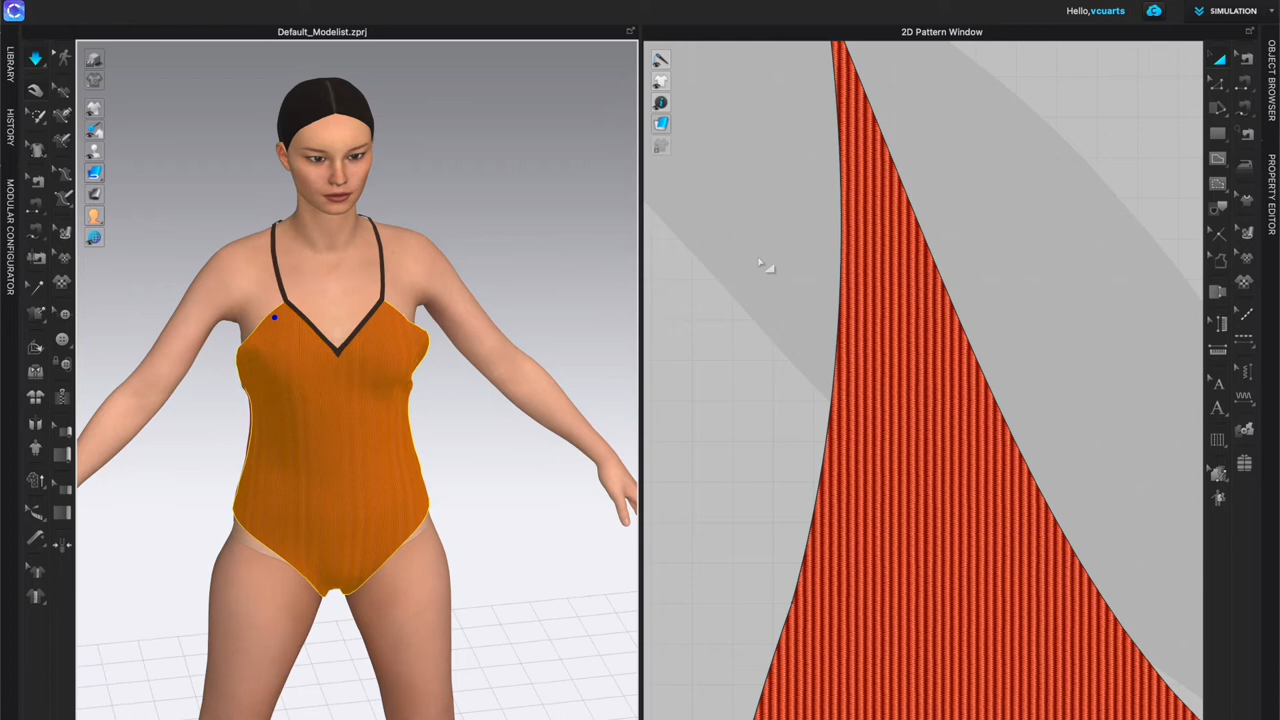 Hello,vcuarts
SIMULATION
Default_Modelist.zprj
2D Pattern Window
LIBRARY
HISTORY
MODULAR CONFIGURATOR
OBJECT BROWSER
PROPERTY EDITOR